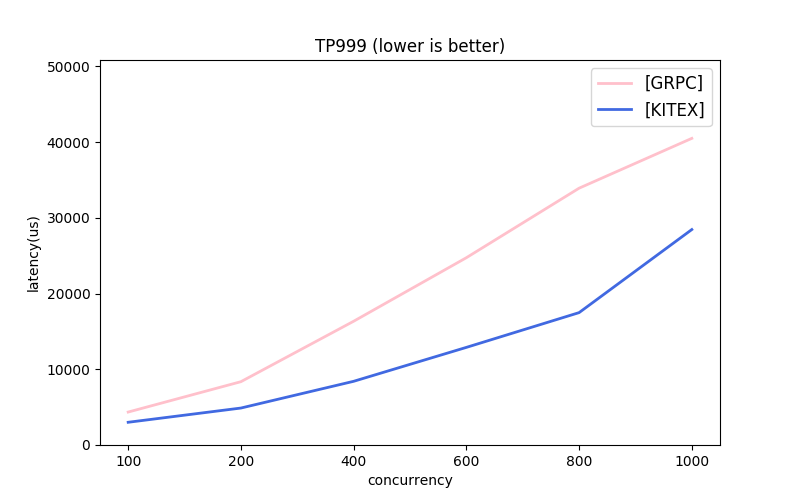 TP999 (lower is better)
[GRPC]
[KITEX]
50000
40000
30000
20000
10000
0
latency(us)
100 200 400 600 800 1000
concurrency